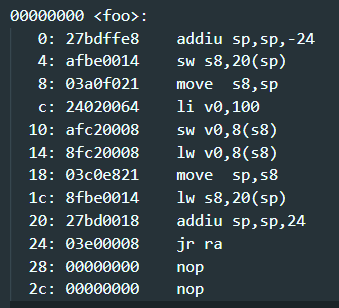 00000000 <foo>:
0: 27bdffe8 addiu sp,sp,-24
4: afbe0014 sw s8,20(sp)
8: 03a0f021 move s8,sp
c: 24020064 li v0,100
10: afc20008 sw v0,8(s8)
14: 8fc20008 lw v0,8(s8)
18: 03c0e821 move sp,s8
1c: 8fbe0014 lw s8,20(sp)
20: 27bd0018 addiu sp,sp,24
24: 03e00008 jr ra
28: 00000000 nop
2c: 00000000 nop